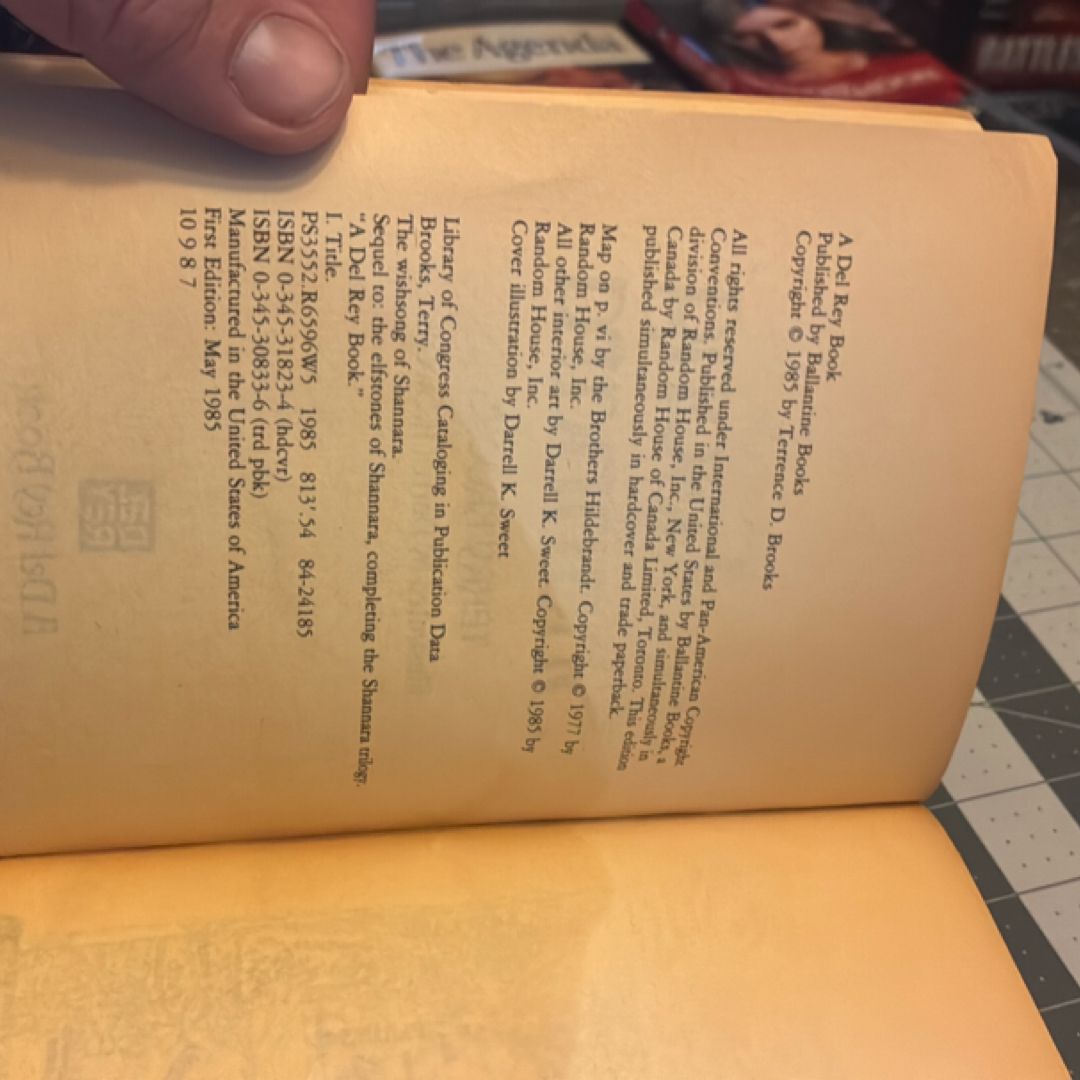 The Agenda
BATTLES
A Del Rey Book
Published by Ballantine Books
Copyright © 1985 by Terrence D. Brooks
All rights reserved under International and Pan-American Copyright
Conventions. Published in the United States by Ballantine Books, a
division of Random House, Inc., New York, and simultaneously in
Canada by Random House of Canada Limited, Toronto. This edition
published simultaneously in hardcover and trade paperback.
Map on p. vi by the Brothers Hildebrandt. Copyright © 1977 by
Random House, Inc.
All other interior art by Darrell K. Sweet. Copyright © 1985 by
Random House, Inc.
Cover illustration by Darrell K. Sweet
Library of Congress Cataloging in Publication Data
Brooks, Terry.
The wishsong of Shannara.
Sequel to: the elfstones of Shannara, completing the Shannara trilogy.
"A Del Rey Book."
I. Title.
PS3552.R6596W5 1985 813'.54 84-24185
ISBN 0-345-31823-4 (hdcvr)
ISBN 0-345-30833-6 (trd pbk)
Manufactured in the United States of America
First Edition: May 1985
10 9 8 7